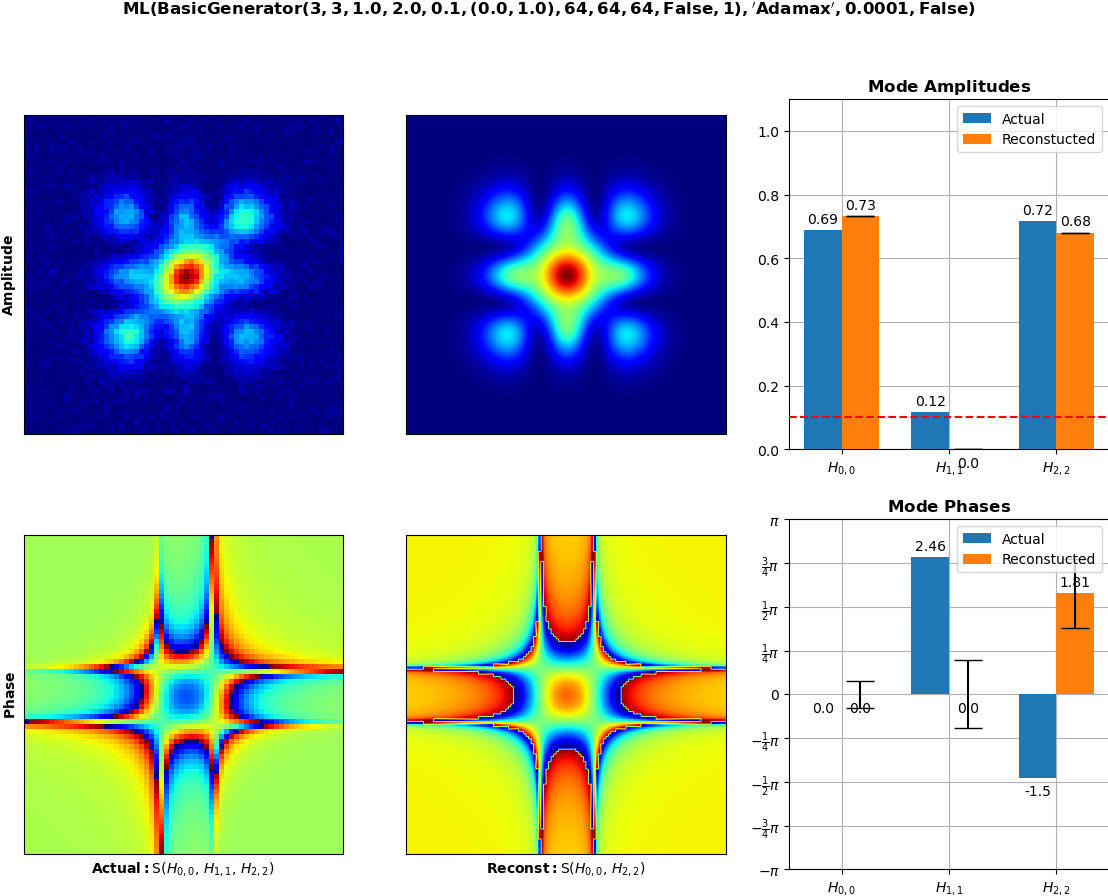 ML(BasicGenerator(3, 3, 1.0, 2.0, 0.1, (0.0, 1.0), 64, 64, 64, False, 1), ′Adamax′, 0.0001, False)
Amplitude
Mode Amplitudes
Actual
Reconstucted
1.0
0.8
0.6
0.4
0.2
0.0
0.69
0.73
0.12
0.0
0.72
0.68
H0,0
H1,1
H2,2
Phase
Actual: S(H0,0, H1,1, H2,2)
Reconst: S(H0,0, H2,2)
Mode Phases
Actual
Reconstucted
π
3/4π
1/2π
1/4π
0
−1/4π
−1/2π
−3/4π
−π
0.0
0.0
2.46
0.0
-1.5
1.81
H0,0
H1,1
H2,2